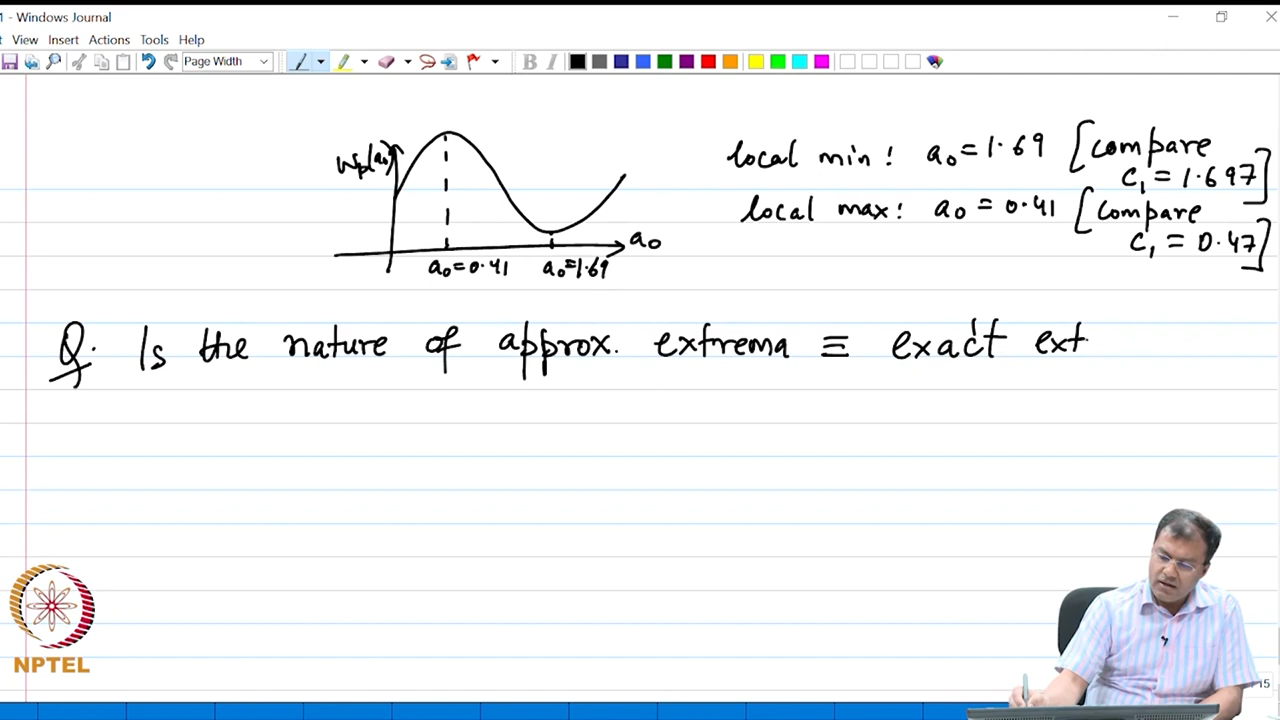 1 - Windows Journal
t View Insert Actions Tools Help
Page Width
B I
Wp(a₀)
a₀
a₀=0.41 a₀=1.69
local min: a₀=1.69 [compare
c₁ = 1.697]
local max: a₀ = 0.41 [compare
c₁ = 0.47]
Q. Is the nature of approx. extrema ≡ exact ext
NPTEL